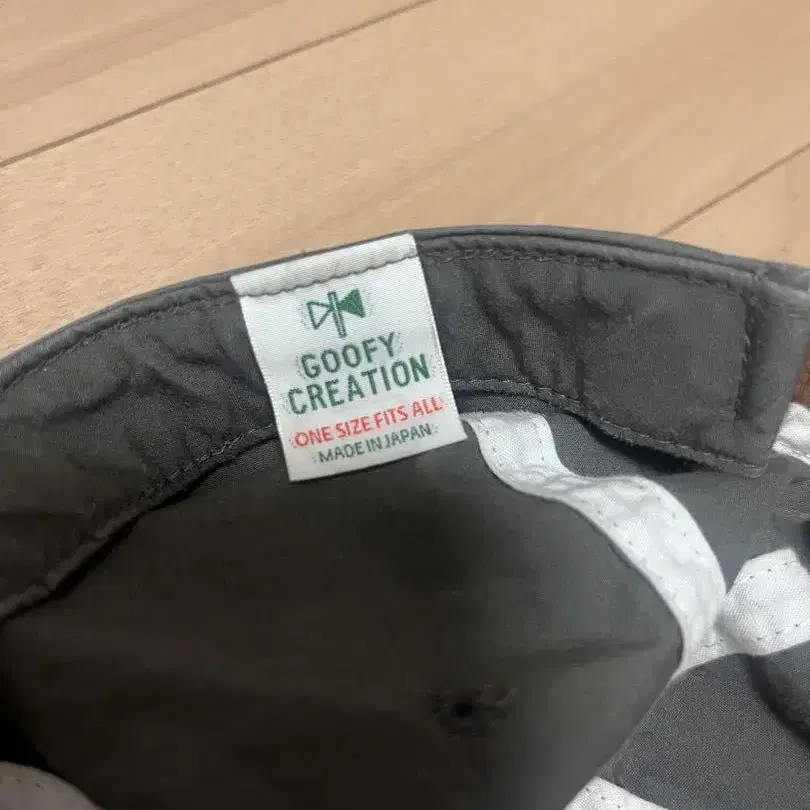 GOOFY
CREATION
ONE SIZE FITS ALL
MADE IN JAPAN